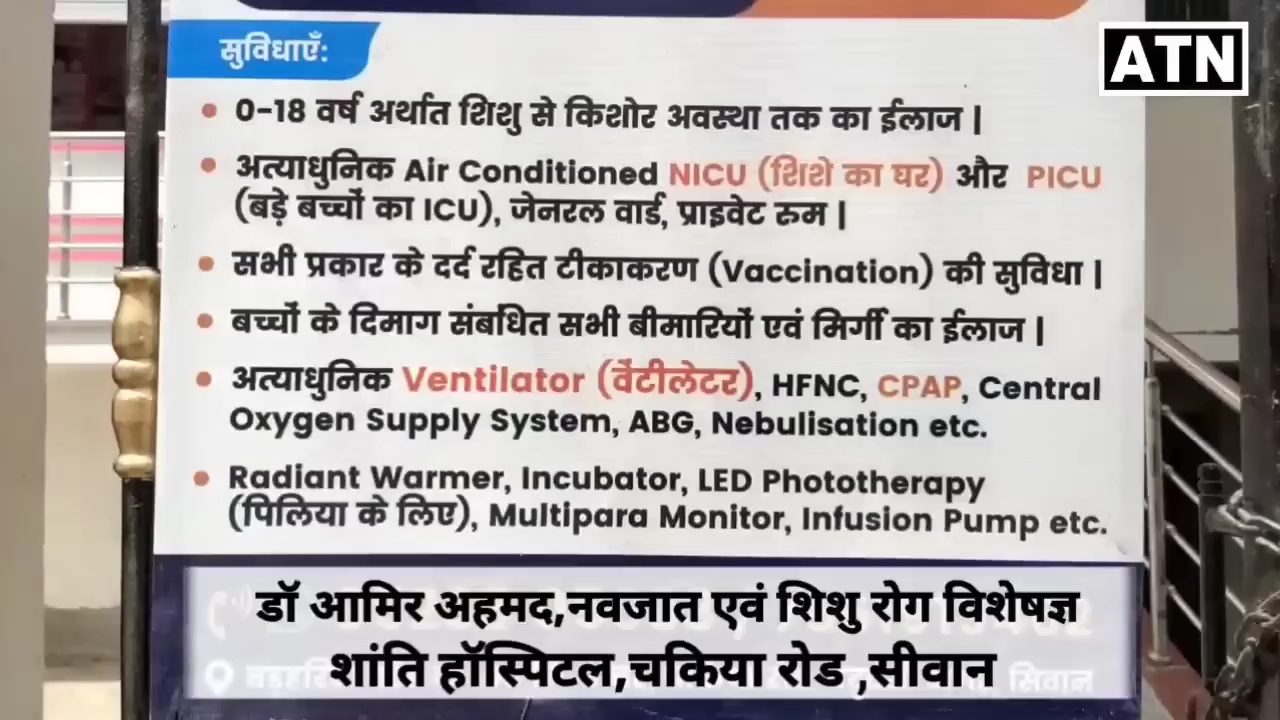 ATN
सुविधाएँ:
• 0-18 वर्ष अर्थात शिशु से किशोर अवस्था तक का ईलाज |
• अत्याधुनिक Air Conditioned NICU (शिशे का घर) और PICU
(बड़े बच्चों का ICU), जेनरल वार्ड, प्राइवेट रुम |
• सभी प्रकार के दर्द रहित टीकाकरण (Vaccination) की सुविधा |
• बच्चों के दिमाग संबंधित सभी बीमारियों एवं मिर्गी का ईलाज |
• अत्याधुनिक Ventilator (वेंटीलेटर), HFNC, CPAP, Central
Oxygen Supply System, ABG, Nebulisation etc.
• Radiant Warmer, Incubator, LED Phototherapy
(पिलिया के लिए), Multipara Monitor, Infusion Pump etc.
डॉ आमिर अहमद,नवजात एवं शिशु रोग विशेषज्ञ
शांति हॉस्पिटल,चकिया रोड ,सीवान
सिवान